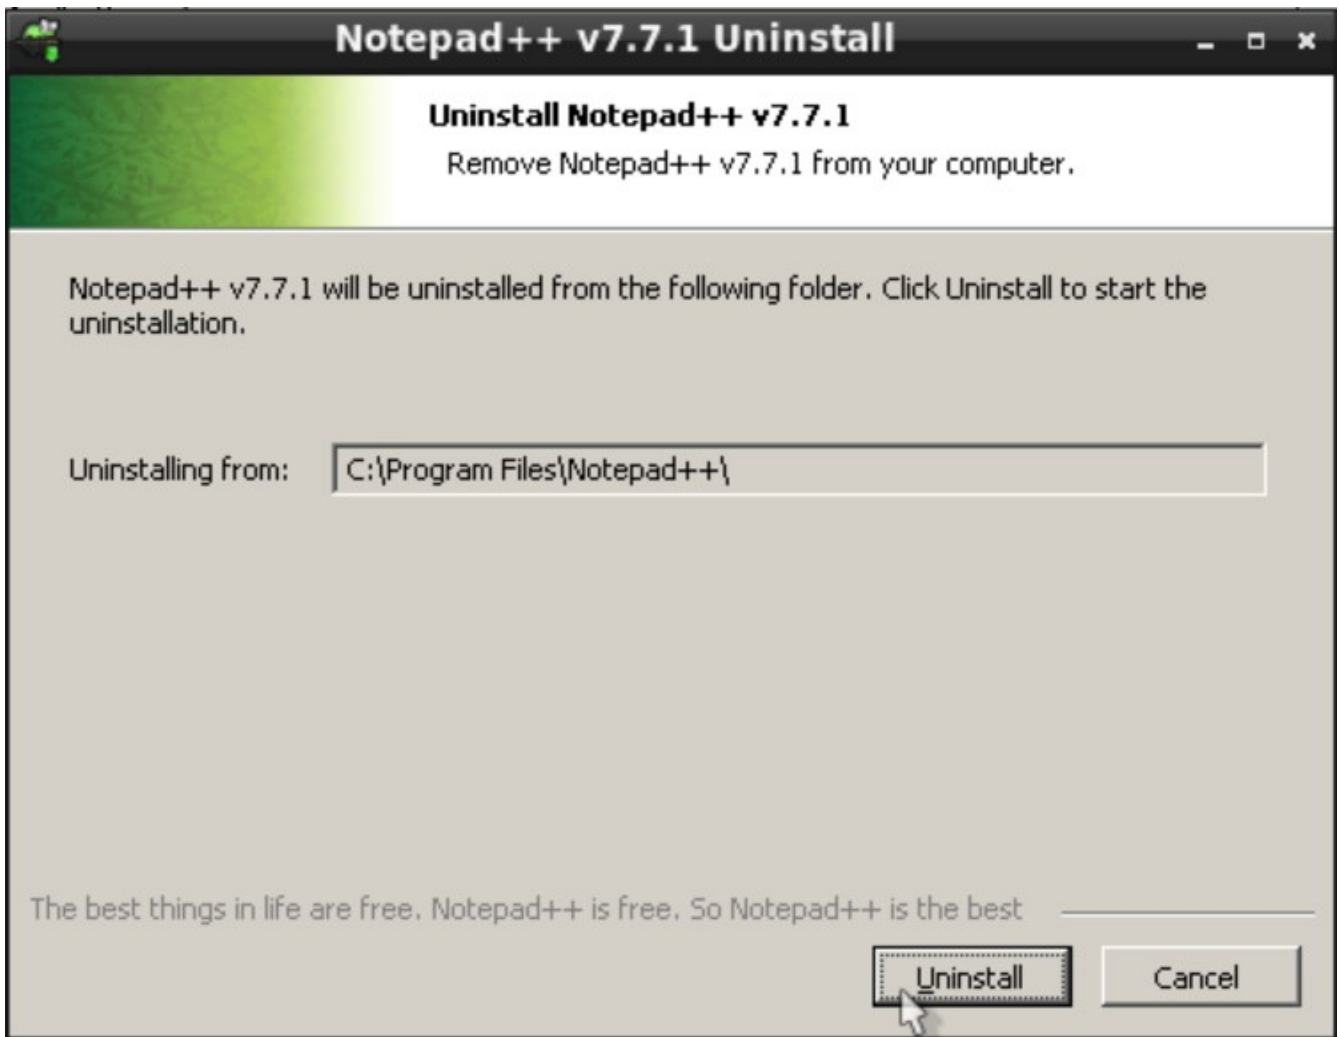 Notepad++ v7.7.1 Uninstall
Uninstall Notepad++ v7.7.1
Remove Notepad++ v7.7.1 from your computer.
Notepad++ v7.7.1 will be uninstalled from the following folder. Click Uninstall to start the
uninstallation.
Uninstalling from: C:\Program Files\Notepad++\
The best things in life are free. Notepad++ is free. So Notepad++ is the best
Uninstall Cancel